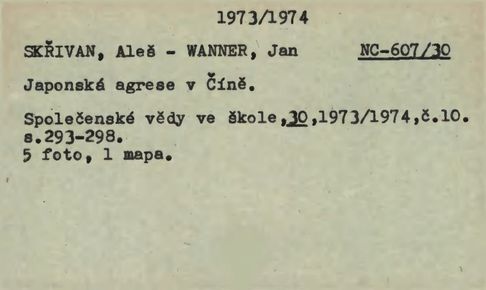 1973/1974
SKŘIVAN, Aleš - WANNER, Jan NC-607/30
Japonská agrese v Číně.
Společenské vědy ve škole,30,1973/1974,č.10.
s.293-298.
5 foto, 1 mapa.